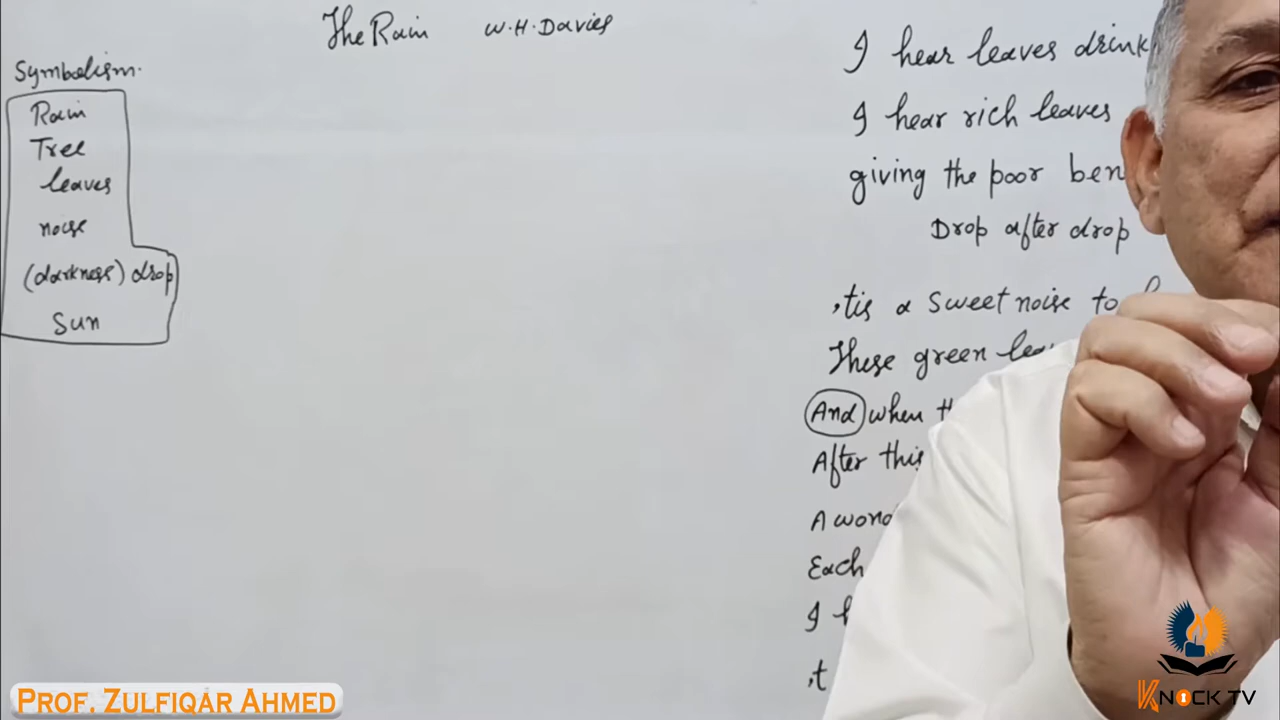 The Rain W.H.Davies
Symbolism.
Rain
Tree
leaves
noise
(darkness) drop
Sun
I hear leaves drink
I hear rich leaves
giving the poor ben
Drop after drop
,tis a sweet noise to
These green lea
And when th
After this
A wond
Each
I h
,t
PROF. ZULFIQAR AHMED
KNOCK TV